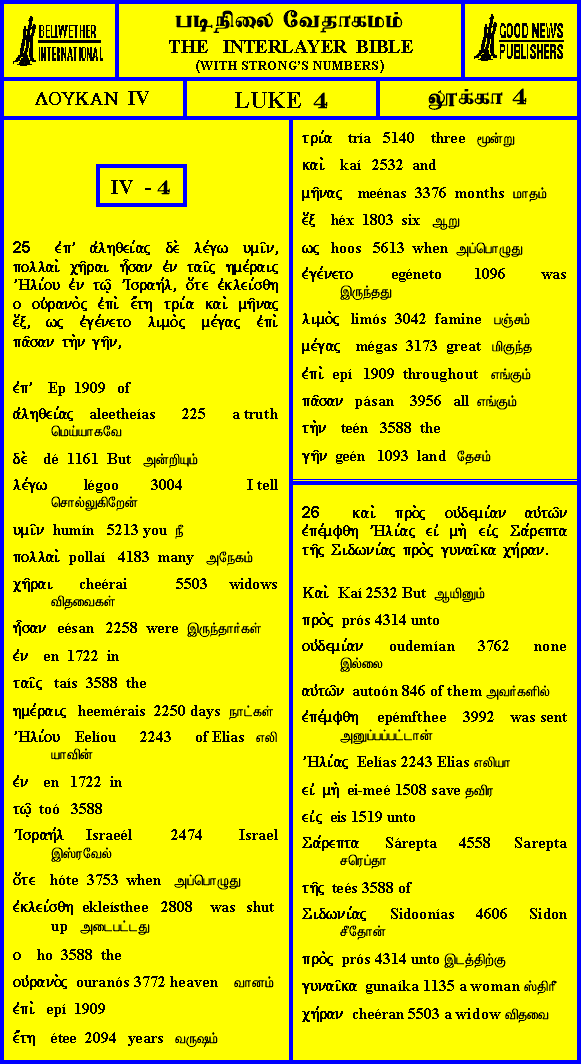 BELLWETHER
INTERNATIONAL
படிநிலை வேதாகமம்
THE INTERLAYER BIBLE
(WITH STRONG'S NUMBERS)
GOOD NEWS
PUBLISHERS
ΛΟΥΚΑΝ IV
LUKE 4
லூக்கா 4
IV - 4
25 ἐπ' ἀληθείας δὲ λέγω υμῖν,
πολλαὶ χῆραι ἦσαν ἐν ταῖς ημέραις
Ἠλίου ἐν τῷ Ἰσραήλ, ὅτε ἐκλείσθη
ο οὐρανὸς ἐπὶ ἔτη τρία καὶ μῆνας
ἕξ, ως ἐγένετο λιμὸς μέγας ἐπὶ
πᾶσαν τὴν γῆν,
ἐπ' Ep 1909 of
ἀληθείας aleetheías 225 a truth
மெய்யாகவே
δὲ dé 1161 But அன்றியும்
λέγω légoo 3004 I tell
சொல்லுகிறேன்
υμῖν humín 5213 you நீ
πολλαὶ pollaí 4183 many அநேகம்
χῆραι cheérai 5503 widows
விதவைகள்
ἦσαν eésan 2258 were இருந்தார்கள்
ἐν en 1722 in
ταῖς taís 3588 the
ημέραις heemérais 2250 days நாட்கள்
Ἠλίου Eelíou 2243 of Elias எலி
யாவின்
ἐν en 1722 in
τῷ toó 3588
Ἰσραήλ Israeél 2474 Israel
இஸ்ரவேல்
ὅτε hóte 3753 when அப்பொழுது
ἐκλείσθη ekleísthee 2808 was shut
up அடைபட்டது
ο ho 3588 the
οὐρανὸς ouranós 3772 heaven வானம்
ἐπὶ epí 1909
ἔτη étee 2094 years வருஷம்
τρία tría 5140 three மூன்று
καὶ kaí 2532 and
μῆνας meénas 3376 months மாதம்
ἕξ héx 1803 six ஆறு
ως hoos 5613 when அப்பொழுது
ἐγένετο egéneto 1096 was
இருந்தது
λιμὸς limós 3042 famine பஞ்சம்
μέγας mégas 3173 great மிகுந்த
ἐπὶ epí 1909 throughout எங்கும்
πᾶσαν pásan 3956 all எங்கும்
τὴν teén 3588 the
γῆν geén 1093 land தேசம்
26 καὶ πρὸς οὐδεμίαν αὐτῶν
ἐπέμφθη Ἠλίας εἰ μὴ εἰς Σάρεπτα
τῆς Σιδωνίας πρὸς γυναῖκα χήραν.
Καὶ Kaí 2532 But ஆயினும்
πρὸς prós 4314 unto
οὐδεμίαν oudemían 3762 none
இல்லை
αὐτῶν autoón 846 of them அவர்களில்
ἐπέμφθη epémfthee 3992 was sent
அனுப்பப்பட்டான்
Ἠλίας Eelías 2243 Elias எலியா
εἰ μὴ ei-meé 1508 save தவிர
εἰς eis 1519 unto
Σάρεπτα Sárepta 4558 Sarepta
சரெப்தா
τῆς teés 3588 of
Σιδωνίας Sidoonías 4606 Sidon
சீதோன்
πρὸς prós 4314 unto இடத்திற்கு
γυναῖκα gunaíka 1135 a woman ஸ்திரீ
χήραν cheéran 5503 a widow விதவை